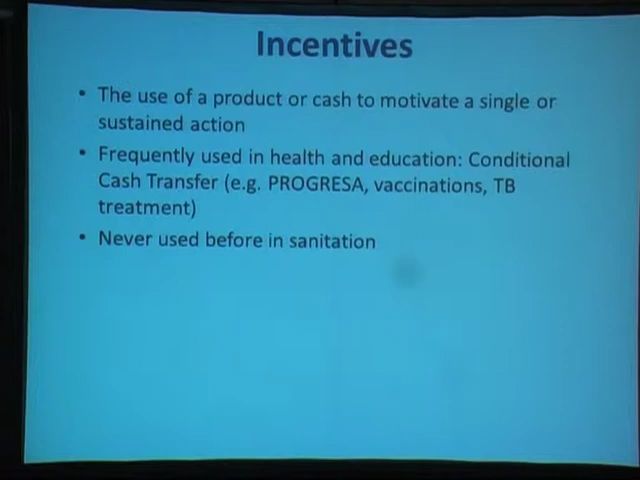 Incentives
• The use of a product or cash to motivate a single or
sustained action
• Frequently used in health and education: Conditional
Cash Transfer (e.g. PROGRESA, vaccinations, TB
treatment)
• Never used before in sanitation